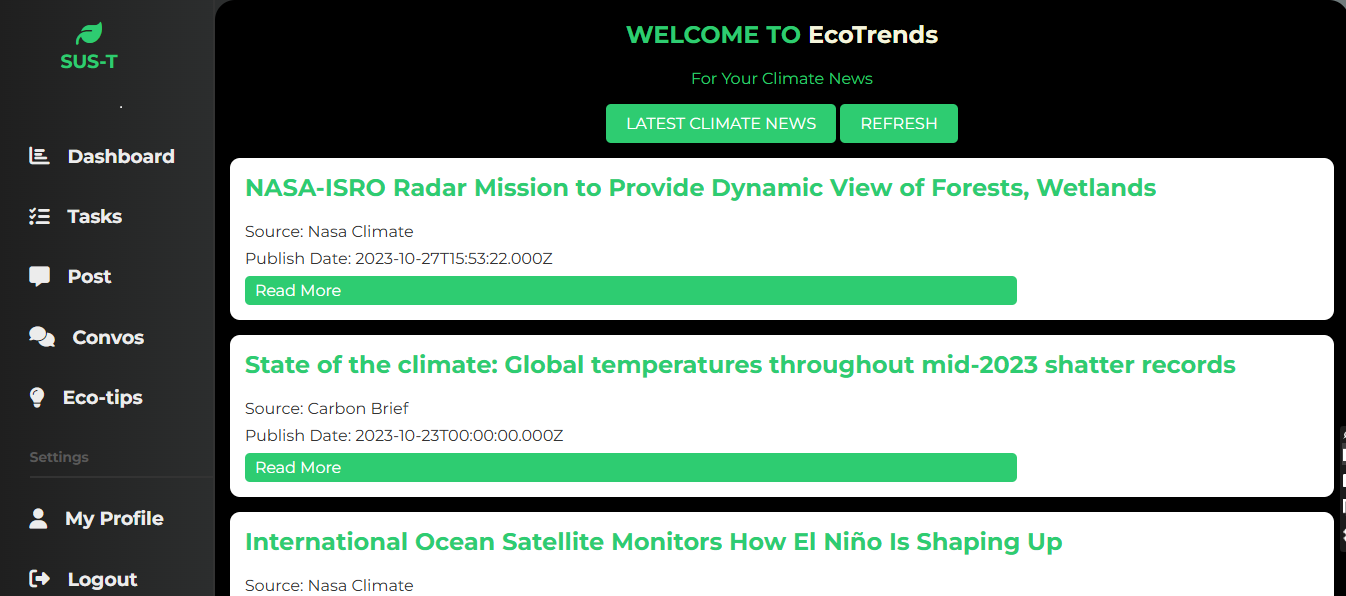 SUS-T
Dashboard
Tasks
Post
Convos
Eco-tips
Settings
My Profile
Logout
WELCOME TO EcoTrends
For Your Climate News
LATEST CLIMATE NEWS REFRESH
NASA-ISRO Radar Mission to Provide Dynamic View of Forests, Wetlands
Source: Nasa Climate
Publish Date: 2023-10-27T15:53:22.000Z
Read More
State of the climate: Global temperatures throughout mid-2023 shatter records
Source: Carbon Brief
Publish Date: 2023-10-23T00:00:00.000Z
Read More
International Ocean Satellite Monitors How El Niño Is Shaping Up
Source: Nasa Climate